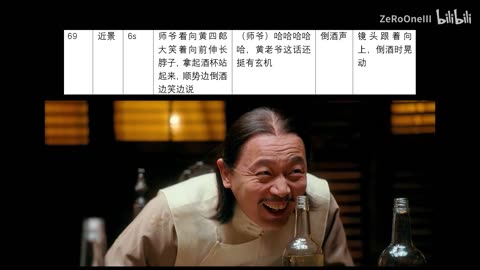 ZeRoOneIII bilibili
69
近景
6s
师爷看向黄四郎
大笑着向前伸长
脖子，拿起酒杯站
起来，顺势边倒酒
边笑边说
（师爷）哈哈哈哈
哈，黄老爷这话还
挺有玄机
倒酒声
镜头跟着向
上，倒酒时晃
动